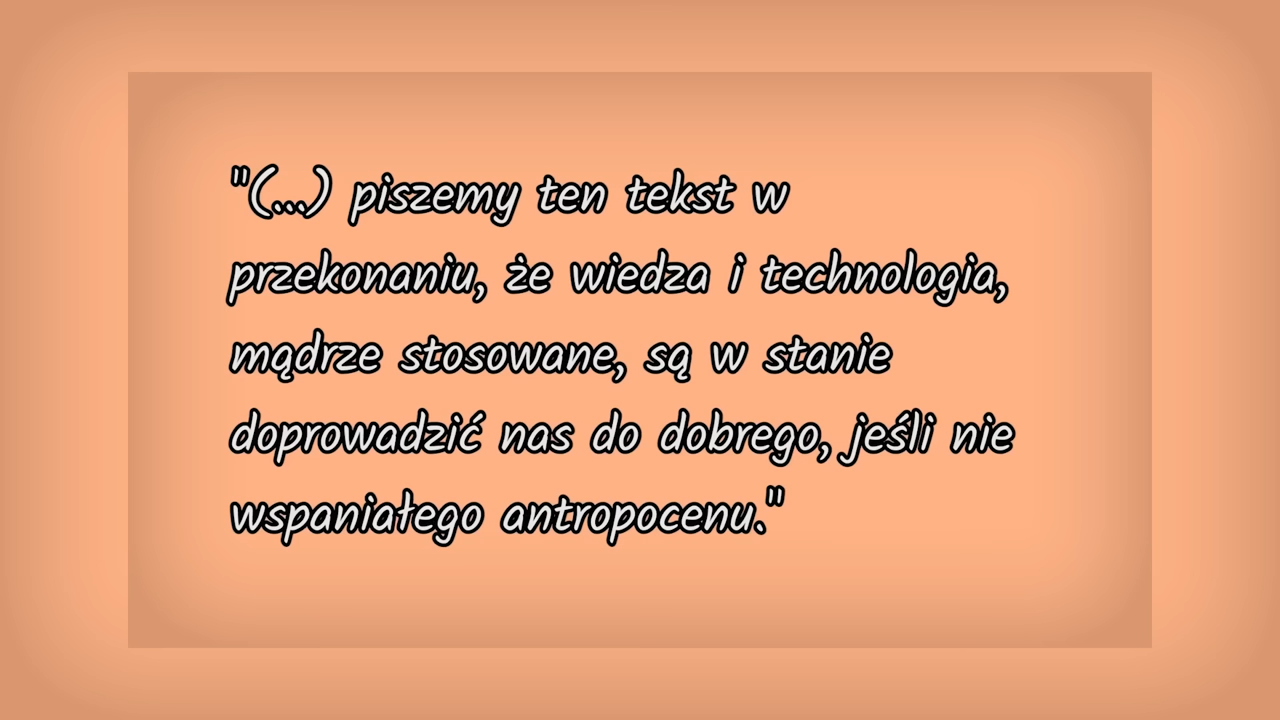 "(...) piszemy ten tekst w
przekonaniu, że wiedza i technologia,
mądrze stosowane, są w stanie
doprowadzić nas do dobrego, jeśli nie
wspaniałego antropocenu."